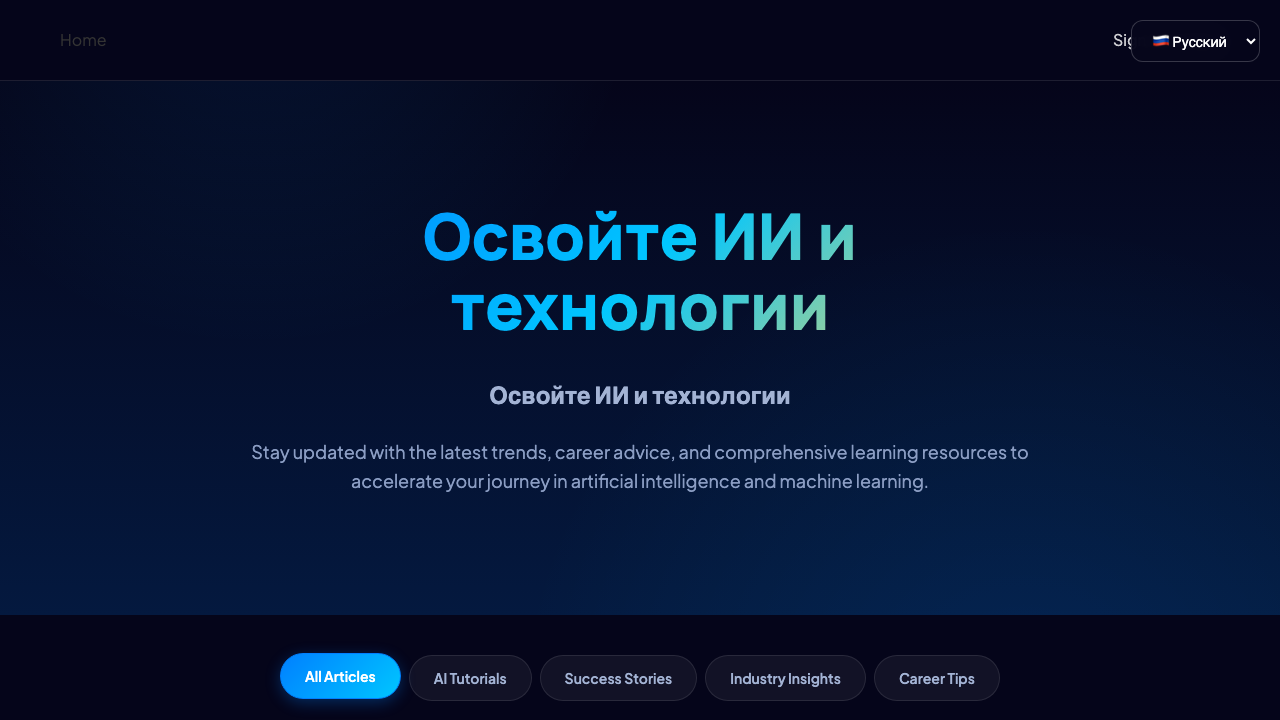 Home
🇷🇺 Русский
Освойте ИИ и
технологии
Освойте ИИ и технологии
Stay updated with the latest trends, career advice, and comprehensive learning resources to
accelerate your journey in artificial intelligence and machine learning.
All Articles
AI Tutorials
Success Stories
Industry Insights
Career Tips